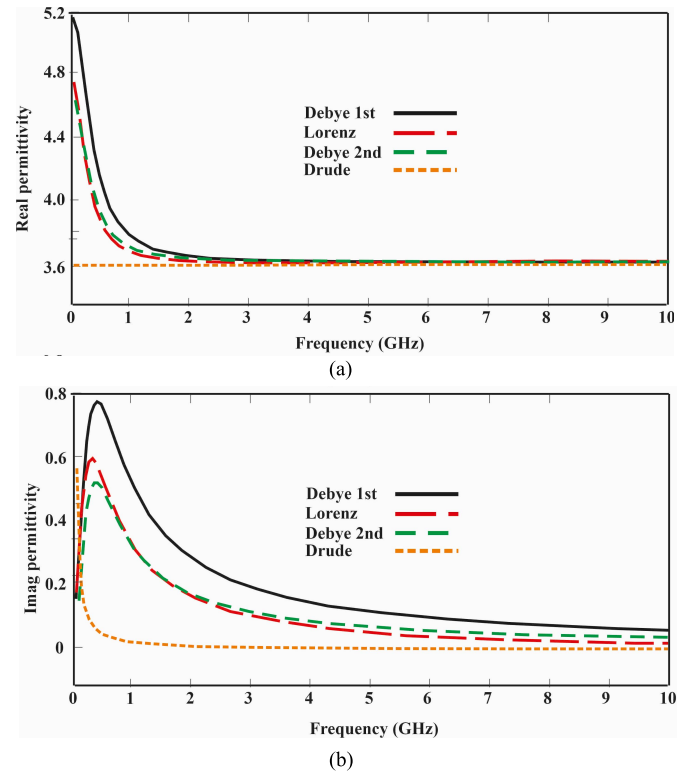 5.2
4.8
4.4
4.0
3.6
Real permittivity
Debye 1st
Lorenz
Debye 2nd
Drude
0 1 2 3 4 5 6 7 8 9 10
Frequency (GHz)
(a)
0.8
0.6
0.4
0.2
0
Imag permittivity
Debye 1st
Lorenz
Debye 2nd
Drude
0 1 2 3 4 5 6 7 8 9 10
Frequency (GHz)
(b)